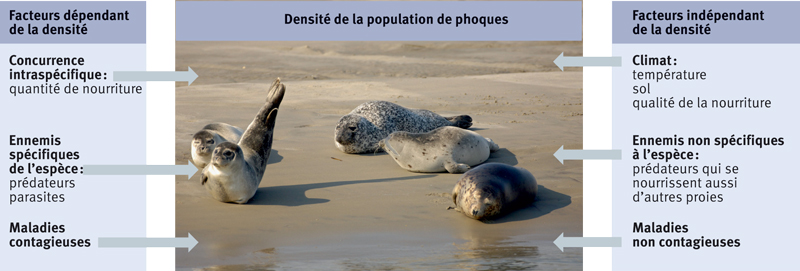 Facteurs dépendant
de la densité
Concurrence
intraspécifique :
quantité de nourriture
Ennemis
spécifiques
de l’espèce :
prédateurs
parasites
Maladies
contagieuses
Densité de la population de phoques
Facteurs indépendant
de la densité
Climat :
température
sol
qualité de la nourriture
Ennemis non spécifiques
à l’espèce :
prédateurs qui se
nourrissent aussi
d’autres proies
Maladies
non contagieuses